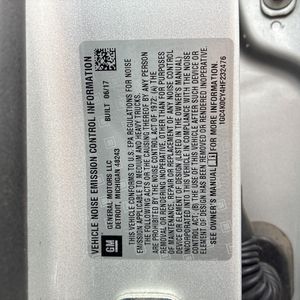 VEHICLE NOISE EMISSION CONTROL INFORMATION
BUILT 06/17
GM
GENERAL MOTORS LLC
DETROIT, MICHIGAN 48243
THIS VEHICLE CONFORMS TO U.S. EPA REGULATIONS FOR NOISE
EMISSION APPLICABLE TO MEDIUM AND HEAVY TRUCKS.
THE FOLLOWING ACTS OR THE CAUSING THEREOF BY ANY PERSON
ARE PROHIBITED BY THE NOISE CONTROL ACT OF 1972: (A) THE
REMOVAL OR RENDERING INOPERATIVE, OTHER THAN FOR PURPOSES
OF REPAIR OR REPLACEMENT, OF ANY NOISE CONTROL
DEVICE OR ELEMENT OF DESIGN (LISTED IN THE OWNER'S MANUAL)
INCORPORATED INTO THIS VEHICLE IN COMPLIANCE WITH THE NOISE
CONTROL ACT; (B) THE USE OF THIS VEHICLE AFTER SUCH DEVICE OR
ELEMENT OF DESIGN HAS BEEN REMOVED OR RENDERED INOPERATIVE.
SEE OWNER'S MANUAL FOR MORE INFORMATION.